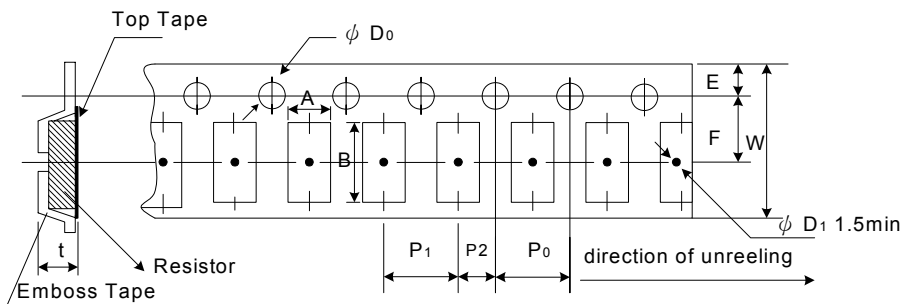 Top Tape
ψ D0
A
E
F
W
B
ψ D1 1.5min
t
Resistor
Emboss Tape
P1
P2
P0
direction of unreeling